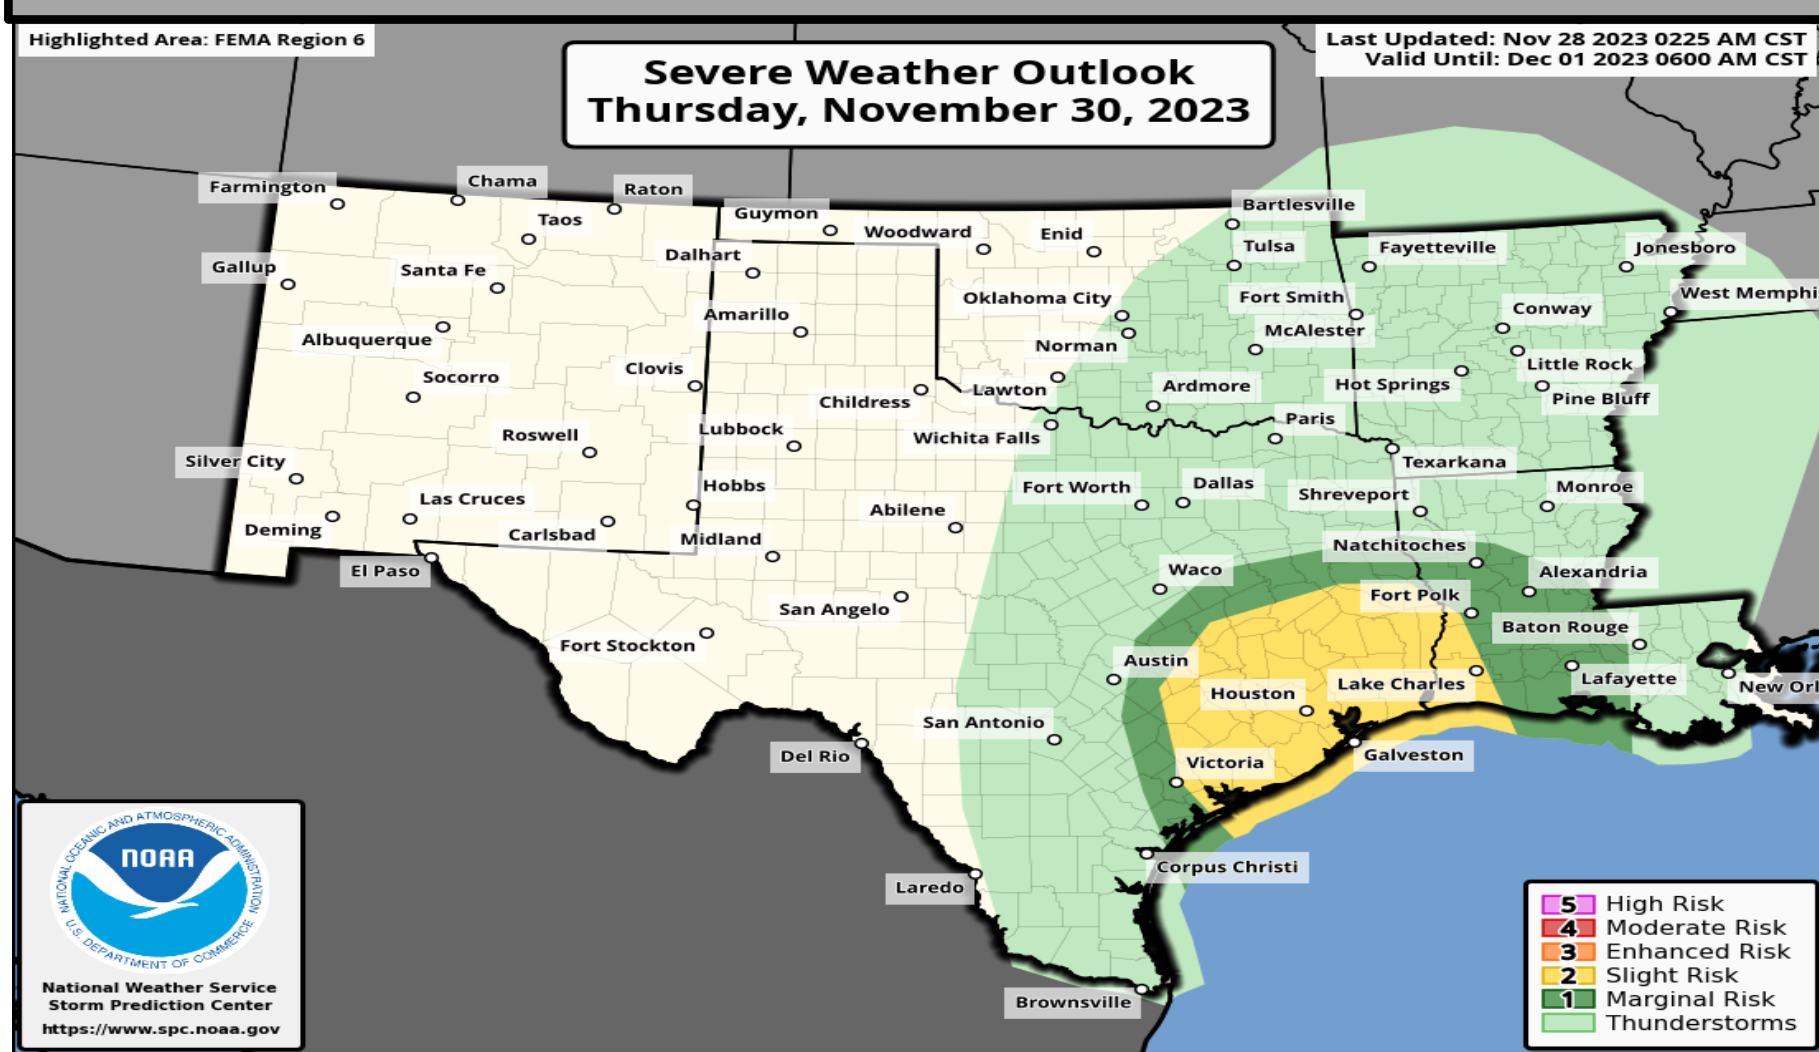 Highlighted Area: FEMA Region 6
Last Updated: Nov 28 2023 0225 AM CST
Valid Until: Dec 01 2023 0600 AM CST
Severe Weather Outlook
Thursday, November 30, 2023
Farmington
Chama
Raton
Taos
Guymon
Woodward
Enid
Bartlesville
Tulsa
Fayetteville
Jonesboro
Gallup
Santa Fe
Dalhart
Oklahoma City
Fort Smith
Conway
West Memphi
Amarillo
Albuquerque
Norman
McAlester
Little Rock
Socorro
Clovis
Childress
Lawton
Ardmore
Hot Springs
Pine Bluff
Roswell
Lubbock
Wichita Falls
Paris
Silver City
Texarkana
Las Cruces
Hobbs
Fort Worth
Dallas
Shreveport
Monroe
Deming
Carlsbad
Midland
Abilene
Natchitoches
El Paso
Waco
Alexandria
San Angelo
Fort Polk
Fort Stockton
Baton Rouge
Austin
Houston
Lake Charles
Lafayette
New Orl
San Antonio
Del Rio
Victoria
Galveston
Corpus Christi
Laredo
Brownsville
NATIONAL OCEANIC AND ATMOSPHERIC ADMINISTRATION
NOAA
U.S. DEPARTMENT OF COMMERCE
National Weather Service
Storm Prediction Center
https://www.spc.noaa.gov
5 High Risk
4 Moderate Risk
3 Enhanced Risk
2 Slight Risk
1 Marginal Risk
Thunderstorms